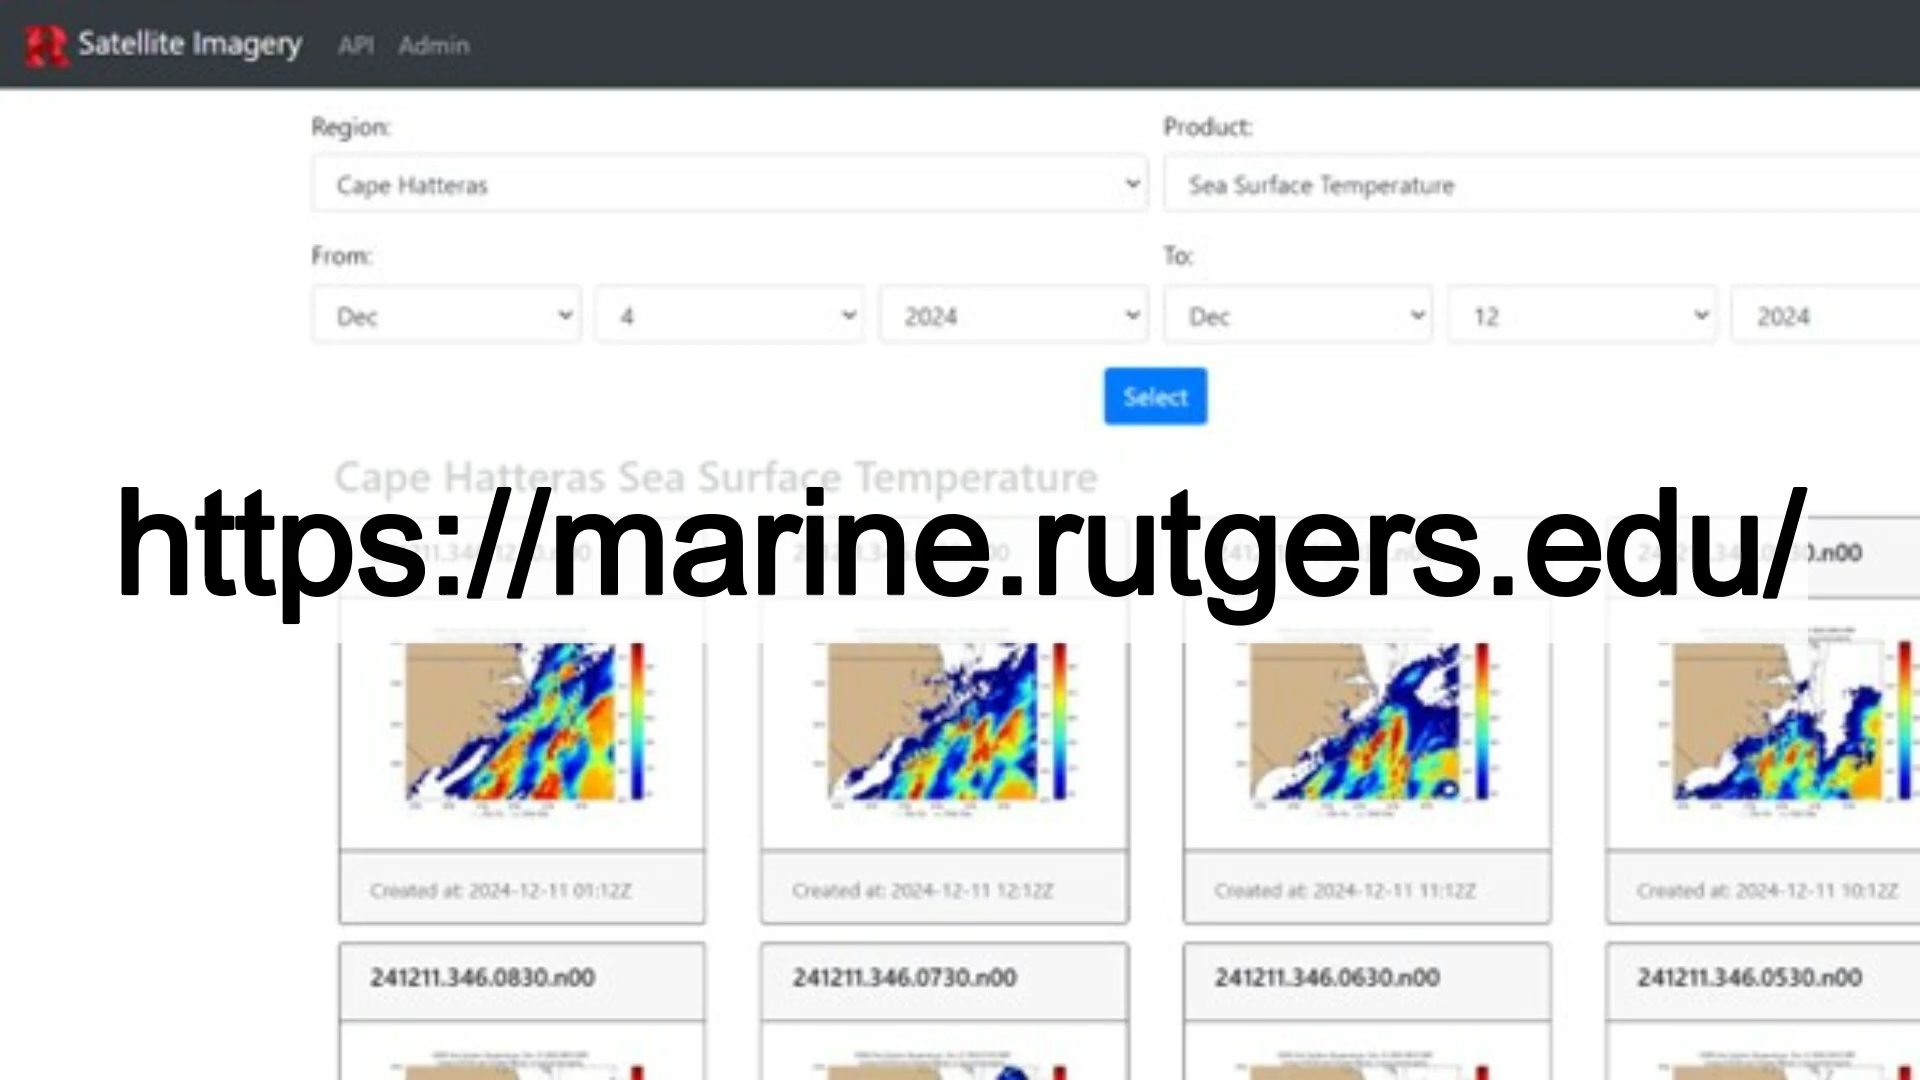 Satellite Imagery API Admin
Region: Product:
Cape Hatteras Sea Surface Temperature
From: To:
Dec 4 2024 Dec 12 2024
Select
Cape Hatteras Sea Surface Temperature
https://marine.rutgers.edu/
Created at: 2024-12-11 01:12Z Created at: 2024-12-11 12:12Z Created at: 2024-12-11 11:12Z Created at: 2024-12-11 10:12Z
241211.346.0830.n00 241211.346.0730.n00 241211.346.0630.n00 241211.346.0530.n00